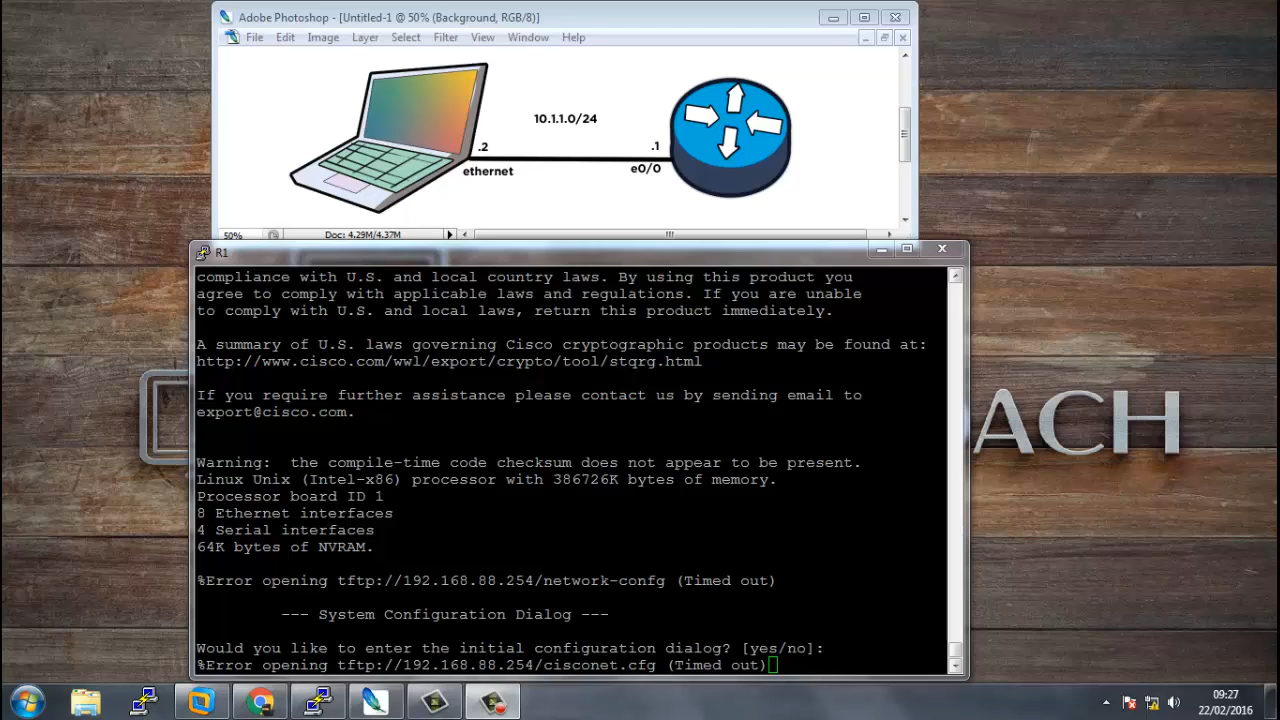 Adobe Photoshop - [Untitled-1 @ 50% (Background, RGB/8)]
File Edit Image Layer Select Filter View Window Help
10.1.1.0/24
.2 .1
ethernet e0/0
50% Doc: 4.29M/4.37M
R1
compliance with U.S. and local country laws. By using this product you
agree to comply with applicable laws and regulations. If you are unable
to comply with U.S. and local laws, return this product immediately.
A summary of U.S. laws governing Cisco cryptographic products may be found at:
http://www.cisco.com/wwl/export/crypto/tool/stqrg.html
If you require further assistance please contact us by sending email to
export@cisco.com.
ACH
Warning:  the compile-time code checksum does not appear to be present.
Linux Unix (Intel-x86) processor with 386726K bytes of memory.
Processor board ID 1
8 Ethernet interfaces
4 Serial interfaces
64K bytes of NVRAM.
%Error opening tftp://192.168.88.254/network-confg (Timed out)
--- System Configuration Dialog ---
Would you like to enter the initial configuration dialog? [yes/no]:
%Error opening tftp://192.168.88.254/cisconet.cfg (Timed out)
09:27
22/02/2016